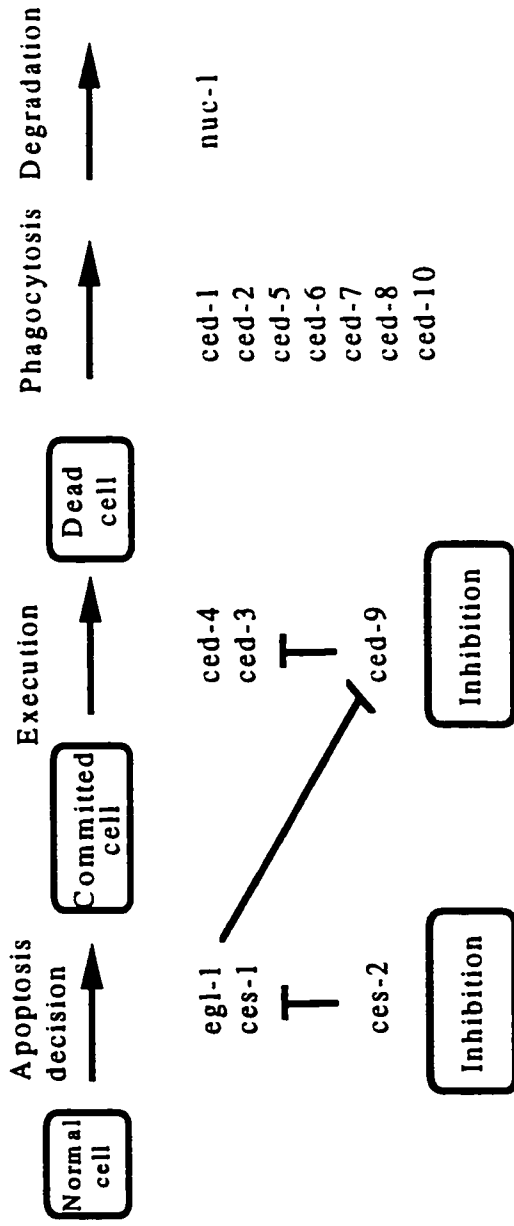 Apoptosis
decision
Execution
Phagocytosis
Degradation
Normal
cell
Committed
cell
Dead
cell
egl-1
ces-1
ces-2
Inhibition
ced-4
ced-3
ced-9
Inhibition
ced-1
ced-2
ced-5
ced-6
ced-7
ced-8
ced-10
nuc-1